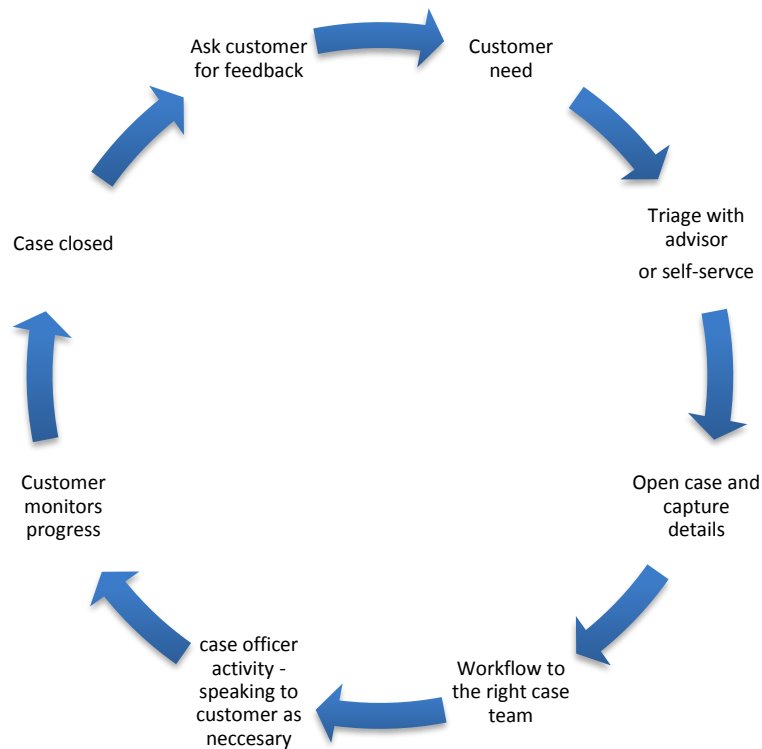 Ask customer
for feedback
Customer
need
Triage with
advisor
or self-servce
Open case and
capture
details
Workflow to
the right case
team
case officer
activity -
speaking to
customer as
neccesary
Customer
monitors
progress
Case closed